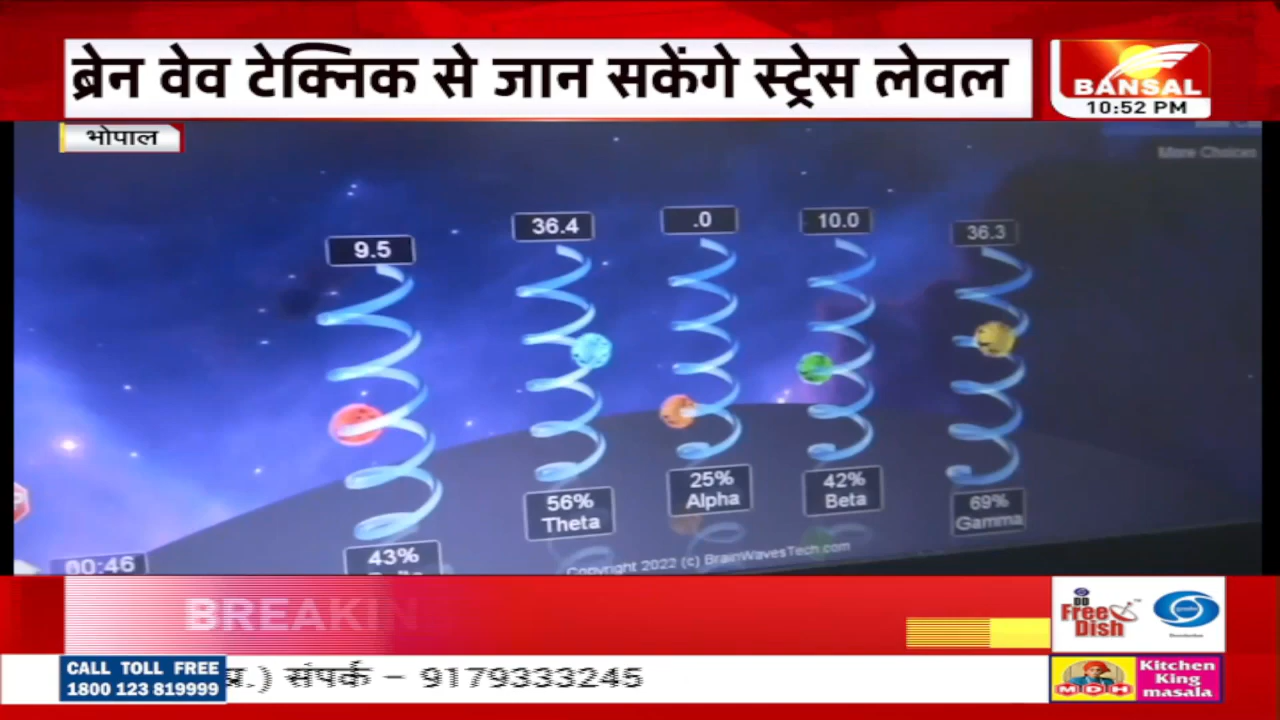 ब्रेन वेव टेक्निक से जान सकेंगे स्ट्रेस लेवल
BANSAL
10:52 PM
भोपाल
More Choices
9.5
36.4
.0
10.0
36.3
43%
56%
Theta
25%
Alpha
42%
Beta
69%
Gamma
00:46
Copyright 2022 (c) BrainWavesTech.com
BREAKIN
DD
Free
Dish
CALL TOLL FREE
1800 123 819999
प्र.) संपर्क – 9179333245
MDH
Kitchen
King
masala